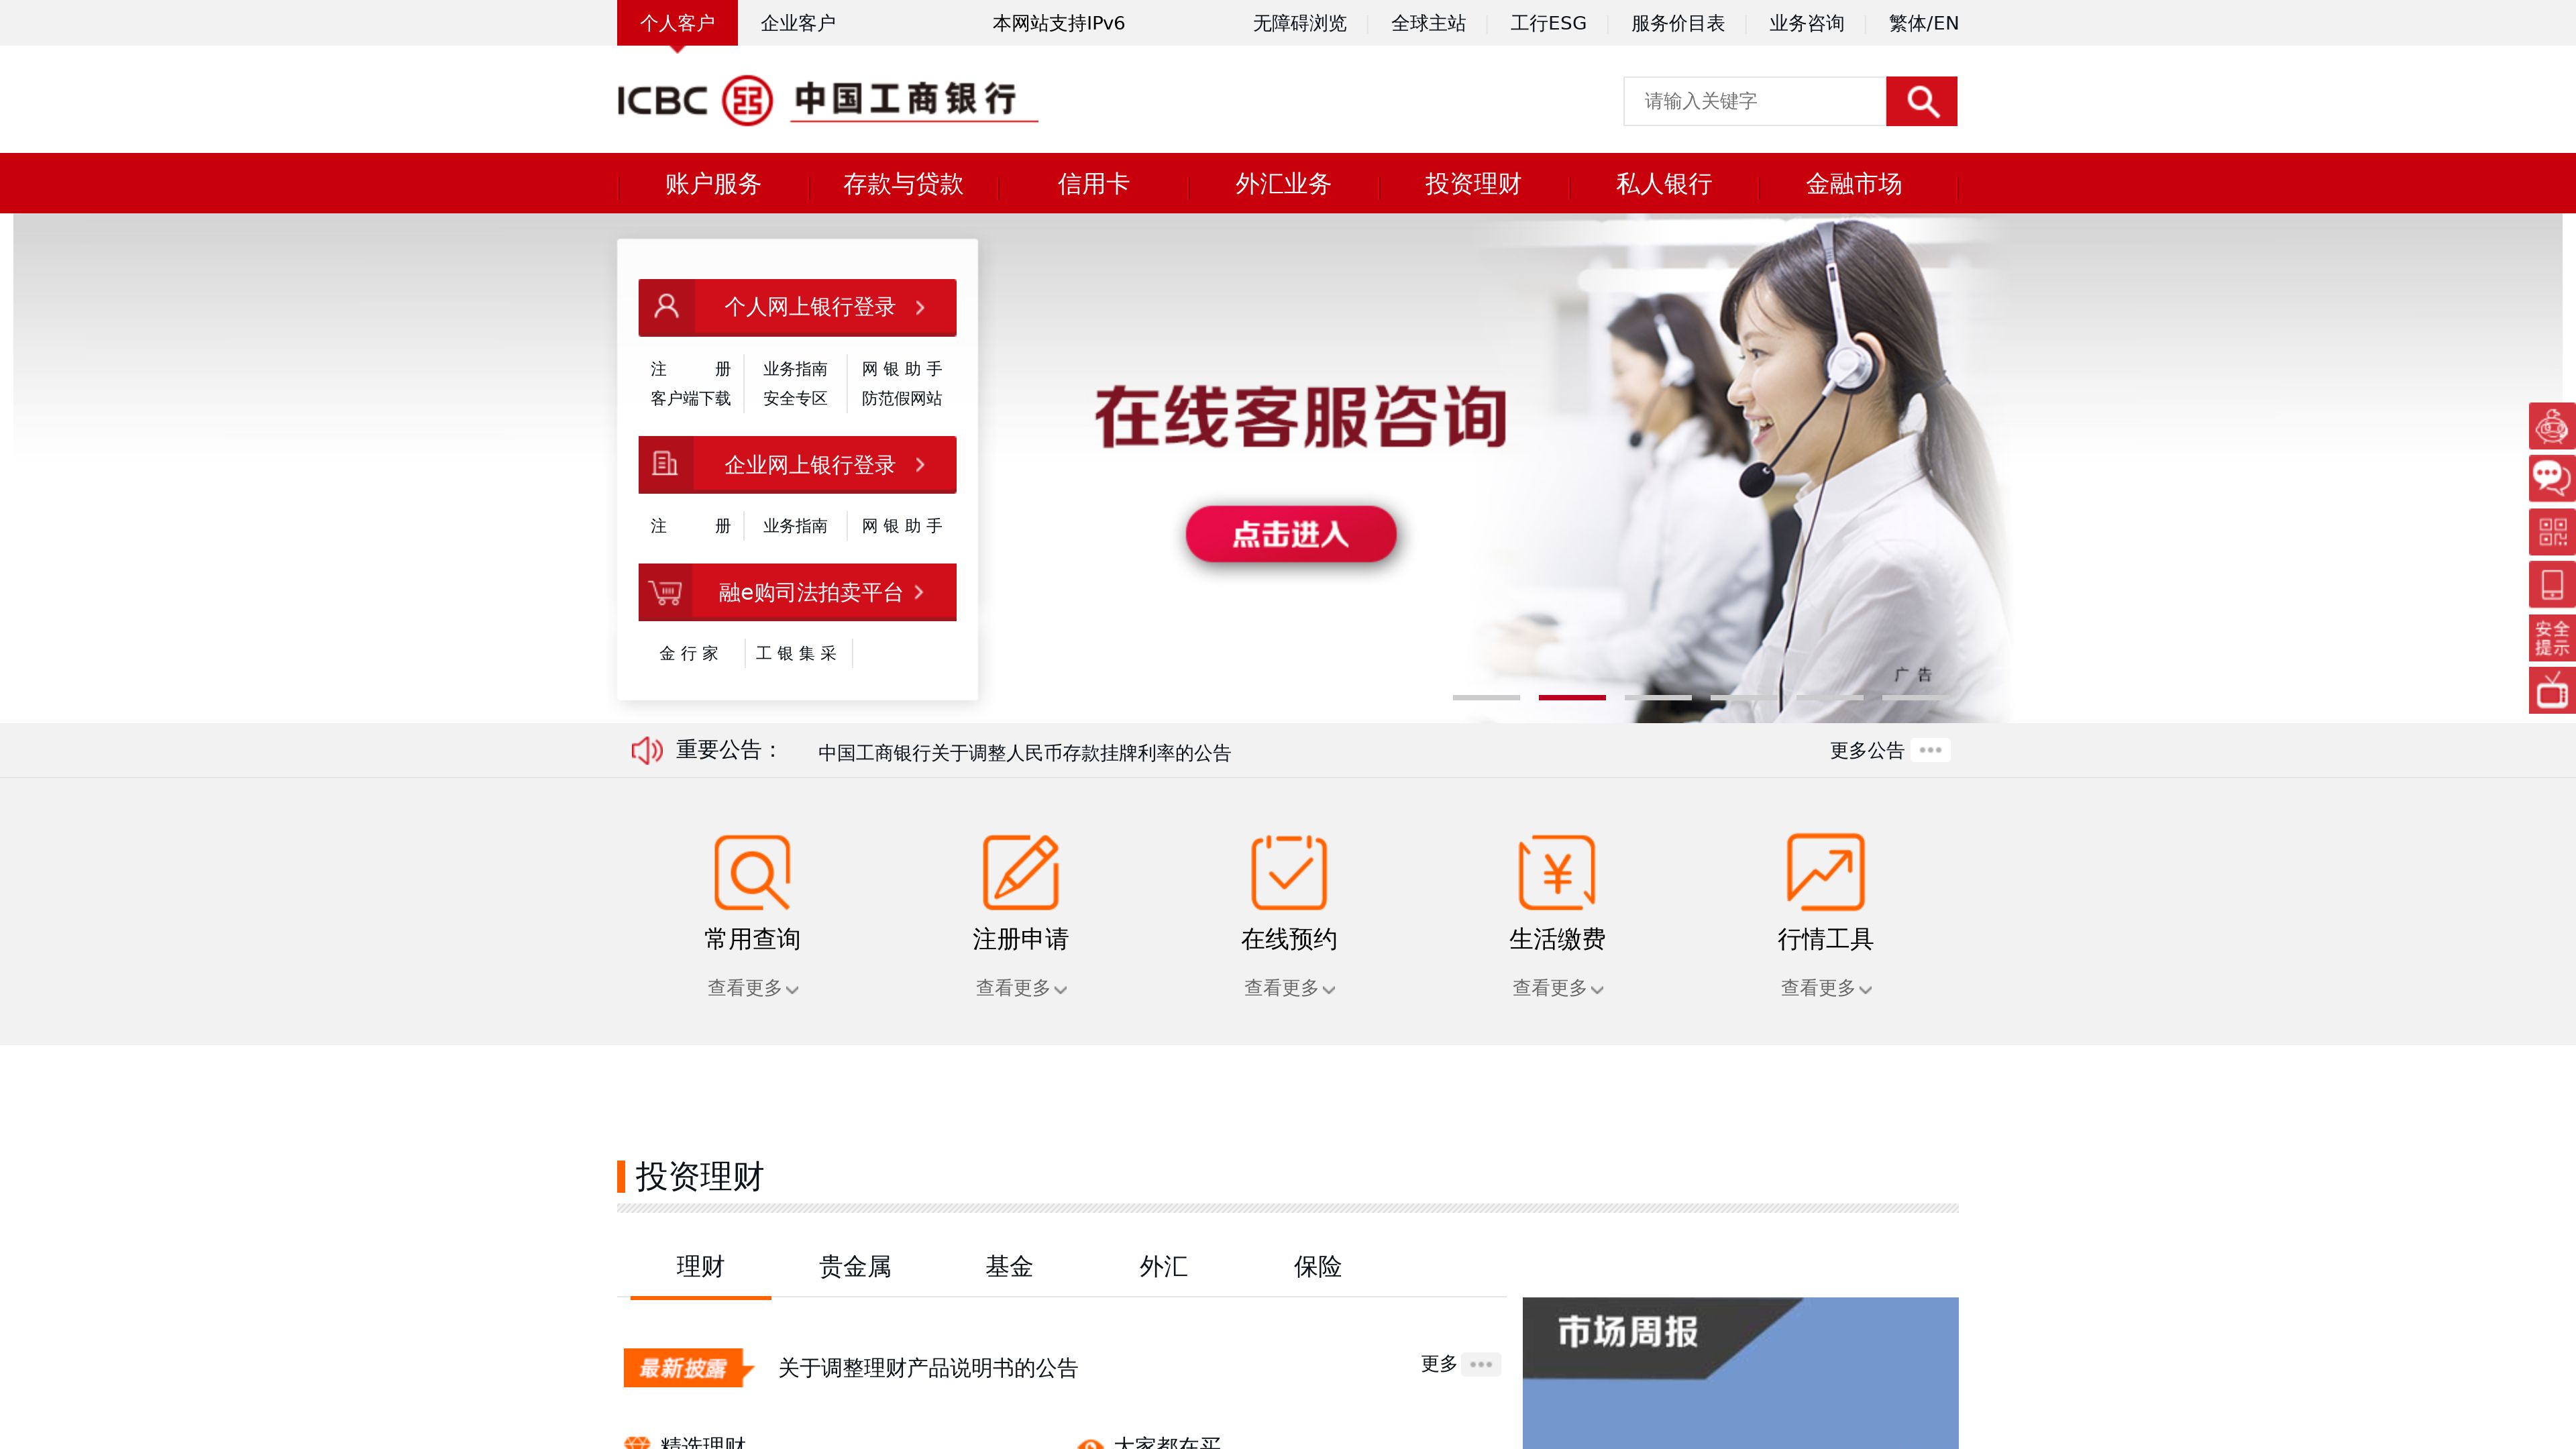 个人客户 企业客户 本网站支持IPv6 无障碍浏览 全球主站 工行ESG 服务价目表 业务咨询 繁体/EN
ICBC 中国工商银行 请输入关键字
账户服务 存款与贷款 信用卡 外汇业务 投资理财 私人银行 金融市场
个人网上银行登录
注 册 业务指南 网银助手
客户端下载 安全专区 防范假网站
企业网上银行登录
注 册 业务指南 网银助手
融e购司法拍卖平台
金行家 工银集采
在线客服咨询
点击进入
广告
安全
提示
重要公告： 中国工商银行关于调整人民币存款挂牌利率的公告 更多公告
常用查询 注册申请 在线预约 生活缴费 行情工具
查看更多 查看更多 查看更多 查看更多 查看更多
投资理财
理财 贵金属 基金 外汇 保险
市场周报
最新披露 关于调整理财产品说明书的公告 更多
精选理财 大家都在买